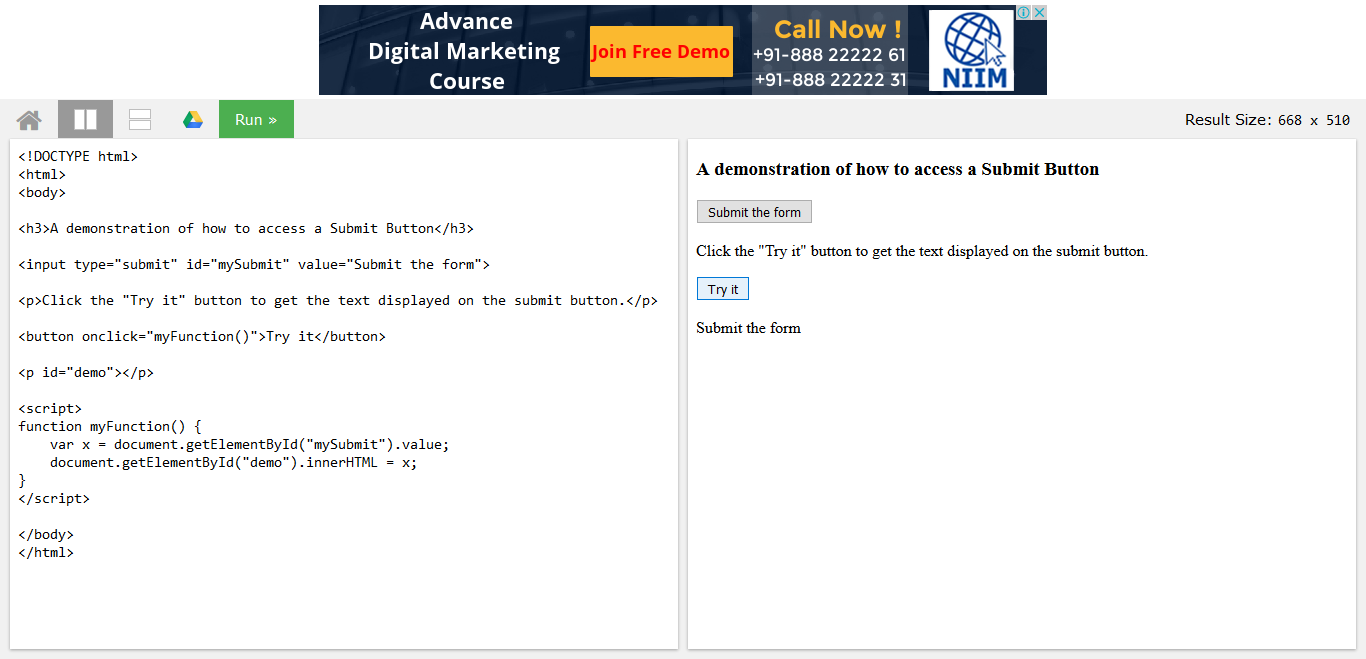 Advance
Digital Marketing
Course
Join Free Demo
Call Now !
+91-888 22222 61
+91-888 22222 31
NIIM
Run »
Result Size: 668 x 510
<!DOCTYPE html>
<html>
<body>
<h3>A demonstration of how to access a Submit Button</h3>
<input type="submit" id="mySubmit" value="Submit the form">
<p>Click the "Try it" button to get the text displayed on the submit button.</p>
<button onclick="myFunction()">Try it</button>
<p id="demo"></p>
<script>
function myFunction() {
    var x = document.getElementById("mySubmit").value;
    document.getElementById("demo").innerHTML = x;
}
</script>
</body>
</html>
A demonstration of how to access a Submit Button
Submit the form
Click the "Try it" button to get the text displayed on the submit button.
Try it
Submit the form